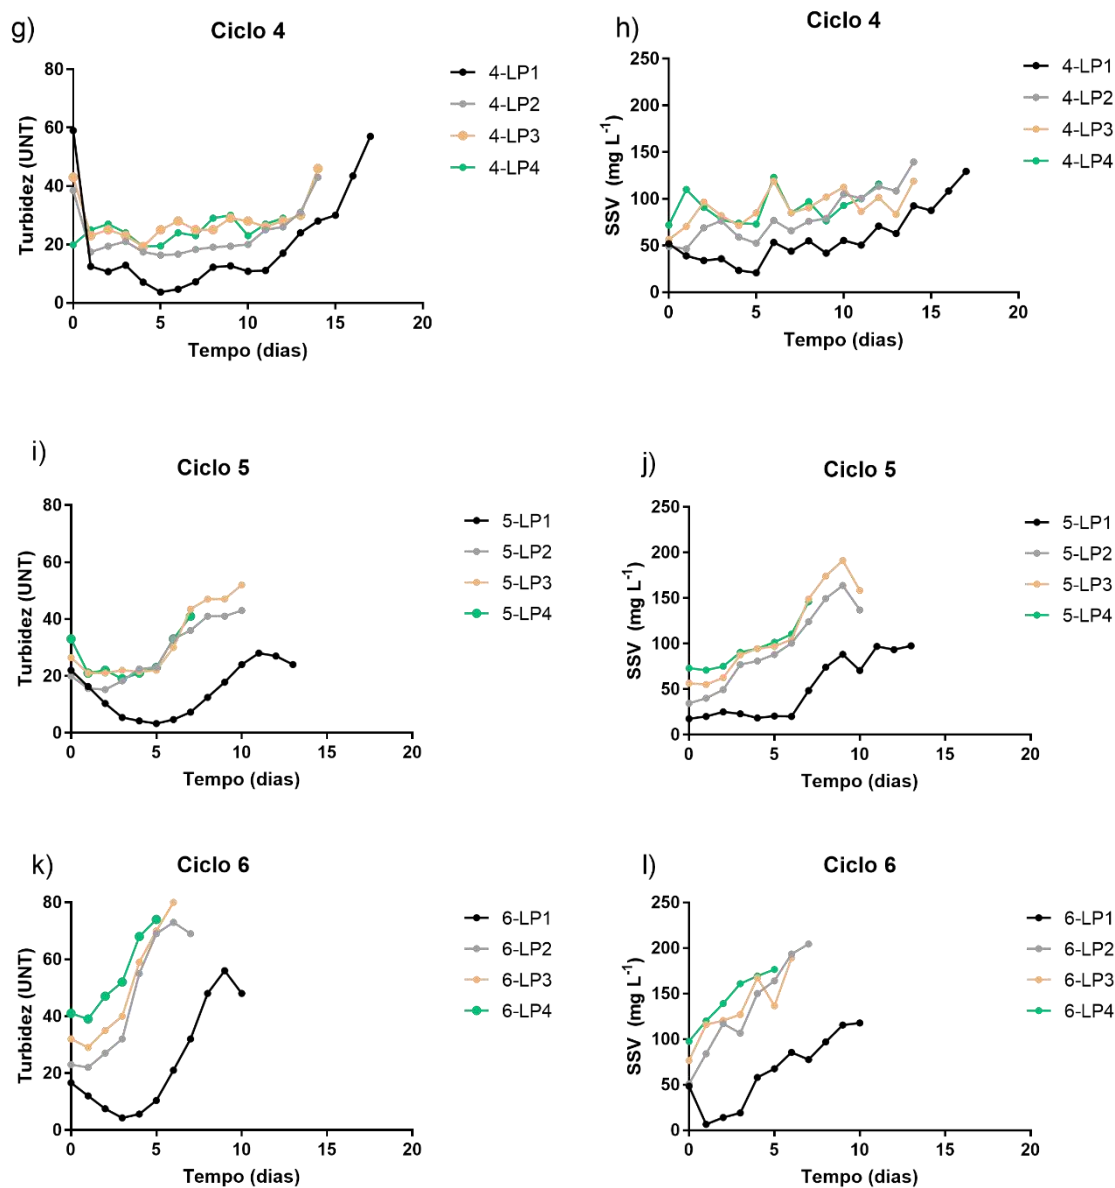 g)
Ciclo 4
Turbidez (UNT)
80
60
40
20
0
0 5 10 15 20
Tempo (dias)
4-LP1
4-LP2
4-LP3
4-LP4
h)
Ciclo 4
SSV (mg L⁻¹)
250
200
150
100
50
0
0 5 10 15 20
Tempo (dias)
4-LP1
4-LP2
4-LP3
4-LP4
i)
Ciclo 5
Turbidez (UNT)
80
60
40
20
0
0 5 10 15 20
Tempo (dias)
5-LP1
5-LP2
5-LP3
5-LP4
j)
Ciclo 5
SSV (mg L⁻¹)
250
200
150
100
50
0
0 5 10 15 20
Tempo (dias)
5-LP1
5-LP2
5-LP3
5-LP4
k)
Ciclo 6
Turbidez (UNT)
80
60
40
20
0
0 5 10 15 20
Tempo (dias)
6-LP1
6-LP2
6-LP3
6-LP4
l)
Ciclo 6
SSV (mg L⁻¹)
250
200
150
100
50
0
0 5 10 15 20
Tempo (dias)
6-LP1
6-LP2
6-LP3
6-LP4